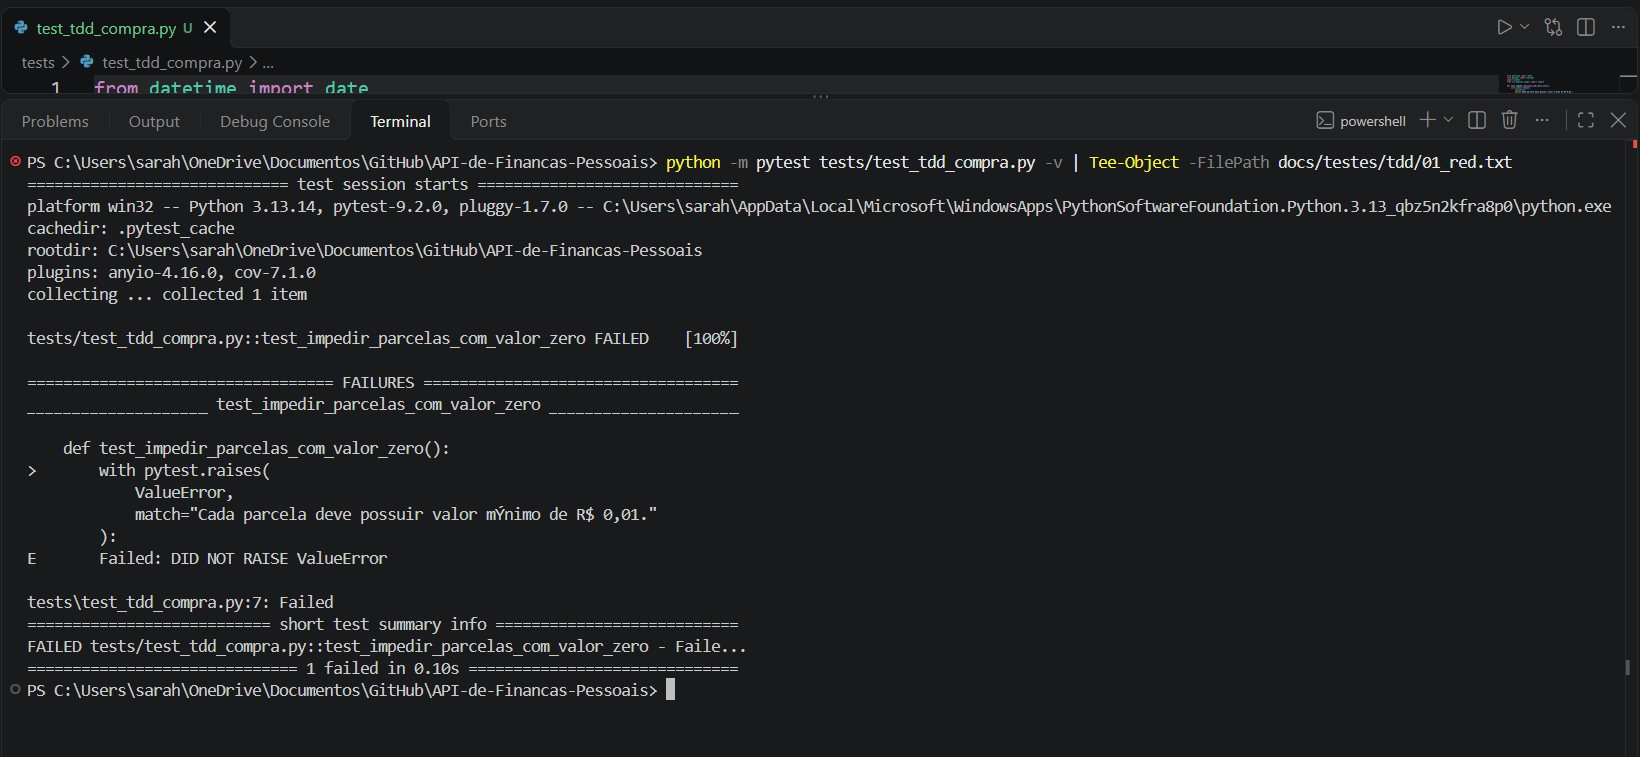 test_tdd_compra.py U
tests > test_tdd_compra.py > ...
1 from datetime import date
Problems Output Debug Console Terminal Ports powershell
PS C:\Users\sarah\OneDrive\Documentos\GitHub\API-de-Financas-Pessoais> python -m pytest tests/test_tdd_compra.py -v | Tee-Object -FilePath docs/testes/tdd/01_red.txt
============================= test session starts =============================
platform win32 -- Python 3.13.14, pytest-9.2.0, pluggy-1.7.0 -- C:\Users\sarah\AppData\Local\Microsoft\WindowsApps\PythonSoftwareFoundation.Python.3.13_qbz5n2kfra8p0\python.exe
cachedir: .pytest_cache
rootdir: C:\Users\sarah\OneDrive\Documentos\GitHub\API-de-Financas-Pessoais
plugins: anyio-4.16.0, cov-7.1.0
collecting ... collected 1 item
tests/test_tdd_compra.py::test_impedir_parcelas_com_valor_zero FAILED    [100%]
================================== FAILURES ===================================
____________________ test_impedir_parcelas_com_valor_zero _____________________
    def test_impedir_parcelas_com_valor_zero():
>       with pytest.raises(
            ValueError,
            match="Cada parcela deve possuir valor mÝnimo de R$ 0,01."
        ):
E       Failed: DID NOT RAISE ValueError
tests\test_tdd_compra.py:7: Failed
=========================== short test summary info ===========================
FAILED tests/test_tdd_compra.py::test_impedir_parcelas_com_valor_zero - Faile...
============================== 1 failed in 0.10s ==============================
PS C:\Users\sarah\OneDrive\Documentos\GitHub\API-de-Financas-Pessoais>